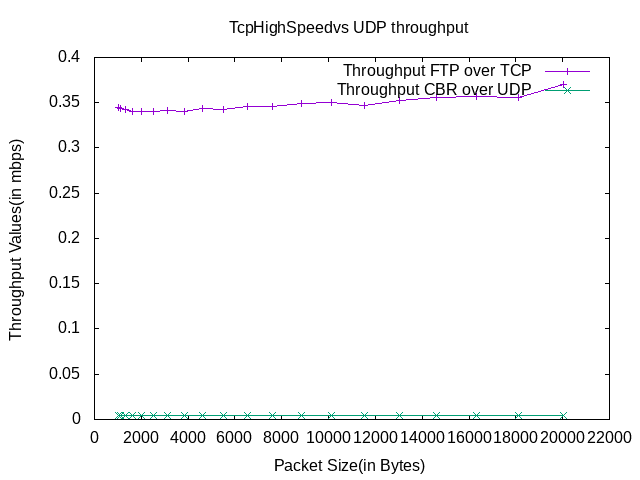 TcpHighSpeedvs UDP throughput
0.4
0.35
0.3
0.25
0.2
0.15
0.1
0.05
0
Throughput Values(in mbps)
Throughput FTP over TCP
Throughput CBR over UDP
0 2000 4000 6000 8000 10000 12000 14000 16000 18000 20000 22000
Packet Size(in Bytes)